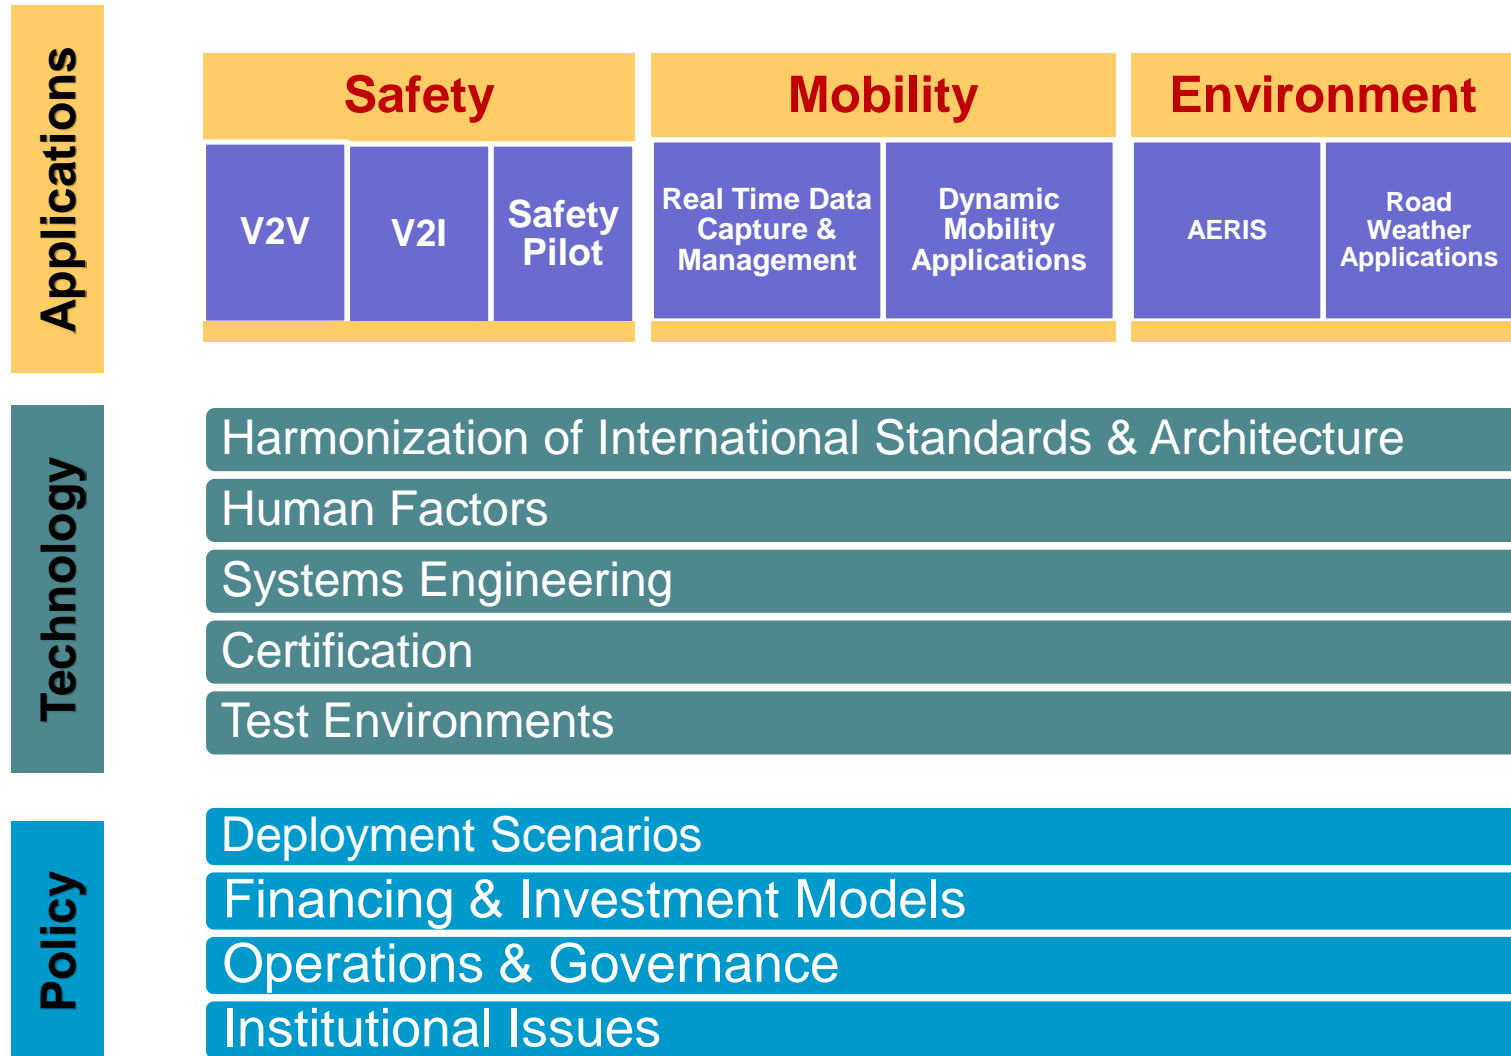 Applications
Safety
Mobility
Environment
V2V
V2I
Safety
Pilot
Real Time Data
Capture &
Management
Dynamic
Mobility
Applications
AERIS
Road
Weather
Applications
Technology
Harmonization of International Standards & Architecture
Human Factors
Systems Engineering
Certification
Test Environments
Policy
Deployment Scenarios
Financing & Investment Models
Operations & Governance
Institutional Issues